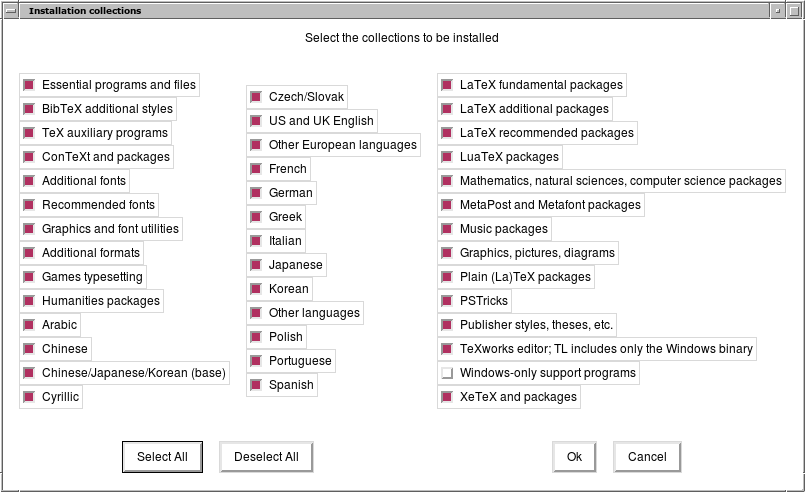 Installation collections
Select the collections to be installed
Essential programs and files
BibTeX additional styles
TeX auxiliary programs
ConTeXt and packages
Additional fonts
Recommended fonts
Graphics and font utilities
Additional formats
Games typesetting
Humanities packages
Arabic
Chinese
Chinese/Japanese/Korean (base)
Cyrillic
Czech/Slovak
US and UK English
Other European languages
French
German
Greek
Italian
Japanese
Korean
Other languages
Polish
Portuguese
Spanish
LaTeX fundamental packages
LaTeX additional packages
LaTeX recommended packages
LuaTeX packages
Mathematics, natural sciences, computer science packages
MetaPost and Metafont packages
Music packages
Graphics, pictures, diagrams
Plain (La)TeX packages
PSTricks
Publisher styles, theses, etc.
TeXworks editor; TL includes only the Windows binary
Windows-only support programs
XeTeX and packages
Select All
Deselect All
Ok
Cancel